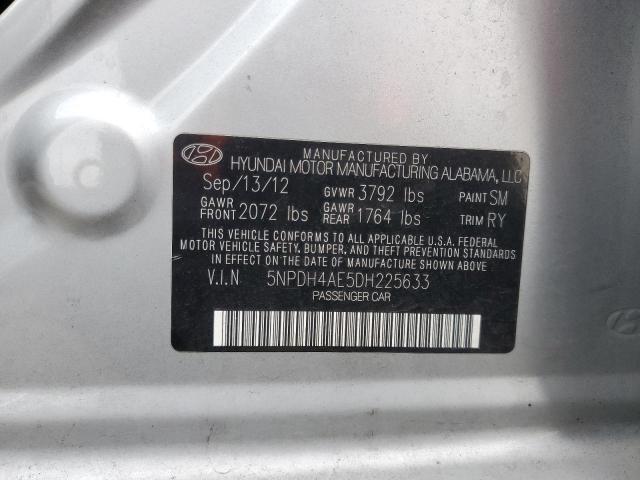 MANUFACTURED BY
HYUNDAI MOTOR MANUFACTURING ALABAMA, LLC
Sep/13/12 GVWR 3792 lbs PAINT SM
GAWR FRONT 2072 lbs GAWR REAR 1764 lbs TRIM RY
THIS VEHICLE CONFORMS TO ALL APPLICABLE U.S.A. FEDERAL
MOTOR VEHICLE SAFETY, BUMPER, AND THEFT PREVENTION
STANDARDS IN EFFECT ON THE DATE OF MANUFACTURE SHOWN ABOVE.
V.I.N 5NPDH4AE5DH225633
PASSENGER CAR